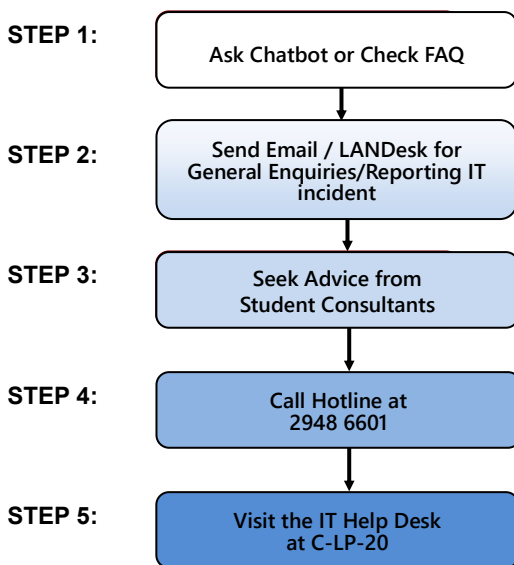 STEP 1:
Ask Chatbot or Check FAQ
STEP 2:
Send Email / LANDesk for
General Enquiries/Reporting IT
incident
STEP 3:
Seek Advice from
Student Consultants
STEP 4:
Call Hotline at
2948 6601
STEP 5:
Visit the IT Help Desk
at C-LP-20